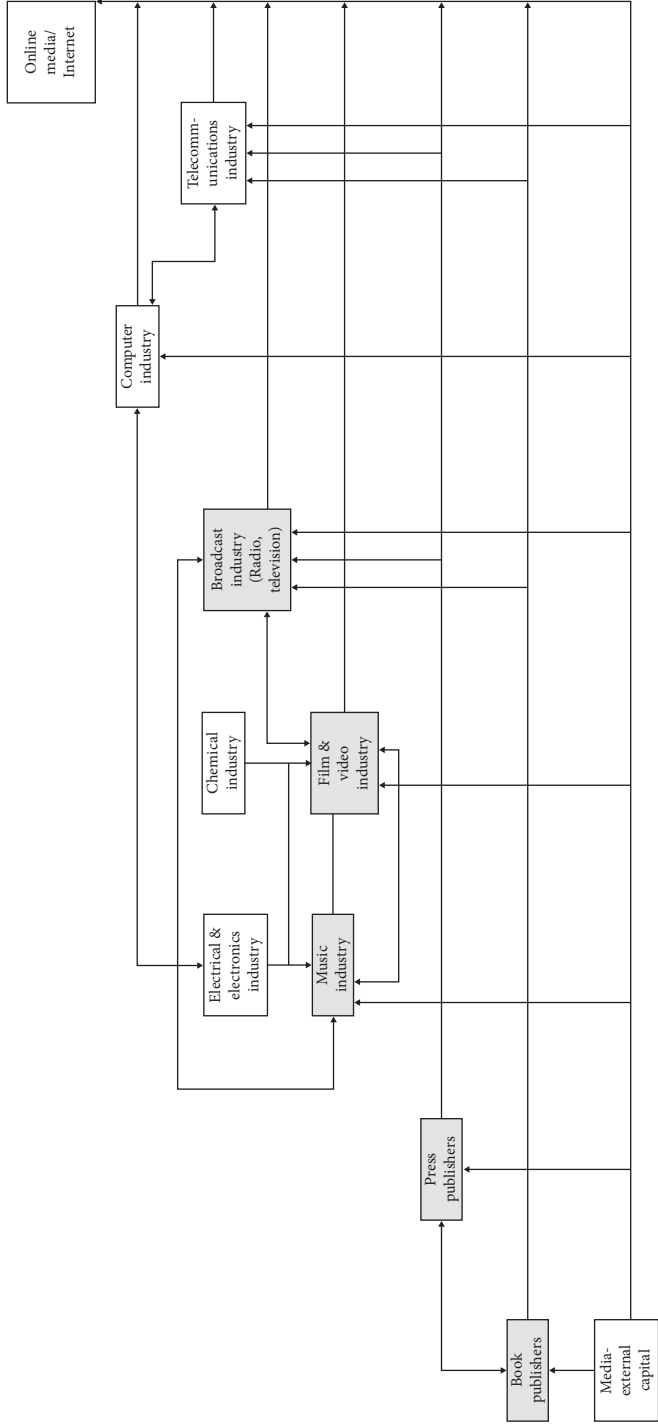 Online
media/
Internet
Telecomm-
unications
industry
Computer
industry
Broadcast
industry
(Radio,
television)
Chemical
industry
Film &
video
industry
Electrical &
electronics
industry
Music
industry
Press
publishers
Book
publishers
Media-
external
capital